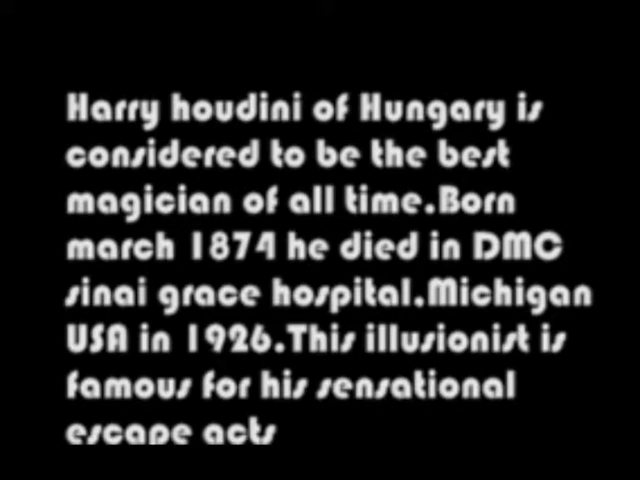 Harry houdini of Hungary is
considered to be the best
magician of all time.Born
march 1874 he died in DMC
sinai grace hospital.Michigan
USA in 1926.This illusionist is
famous for his sensational
escape acts